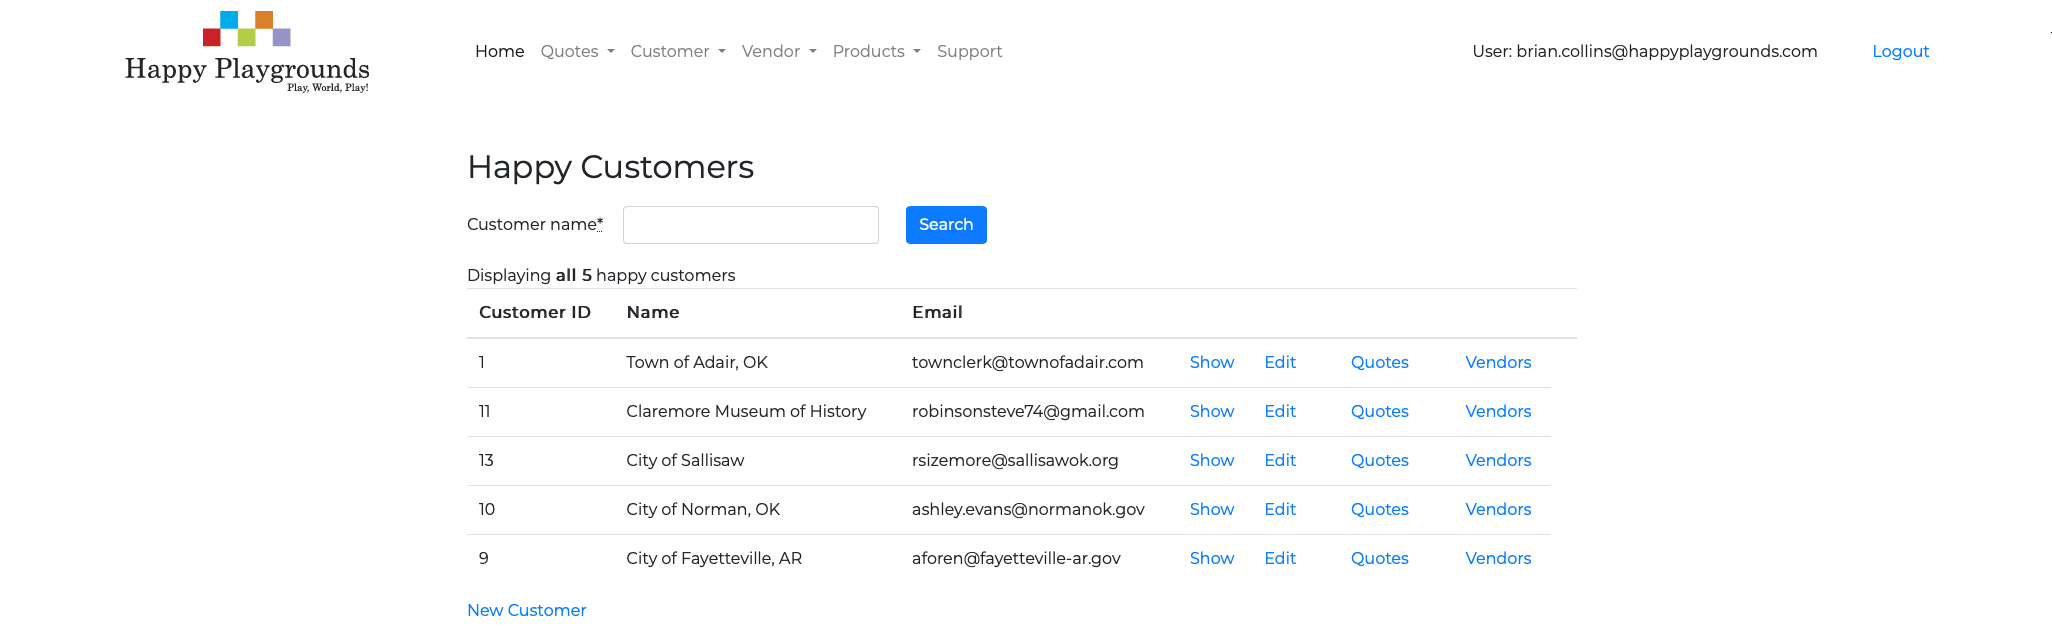 Happy Playgrounds
Play, World, Play!
Home Quotes Customer Vendor Products Support
User: brian.collins@happyplaygrounds.com Logout
Happy Customers
Customer name* Search
Displaying all 5 happy customers
Customer ID Name Email
1 Town of Adair, OK townclerk@townofadair.com Show Edit Quotes Vendors
11 Claremore Museum of History robinsonsteve74@gmail.com Show Edit Quotes Vendors
13 City of Sallisaw rsizemore@sallisawok.org Show Edit Quotes Vendors
10 City of Norman, OK ashley.evans@normanok.gov Show Edit Quotes Vendors
9 City of Fayetteville, AR aforen@fayetteville-ar.gov Show Edit Quotes Vendors
New Customer